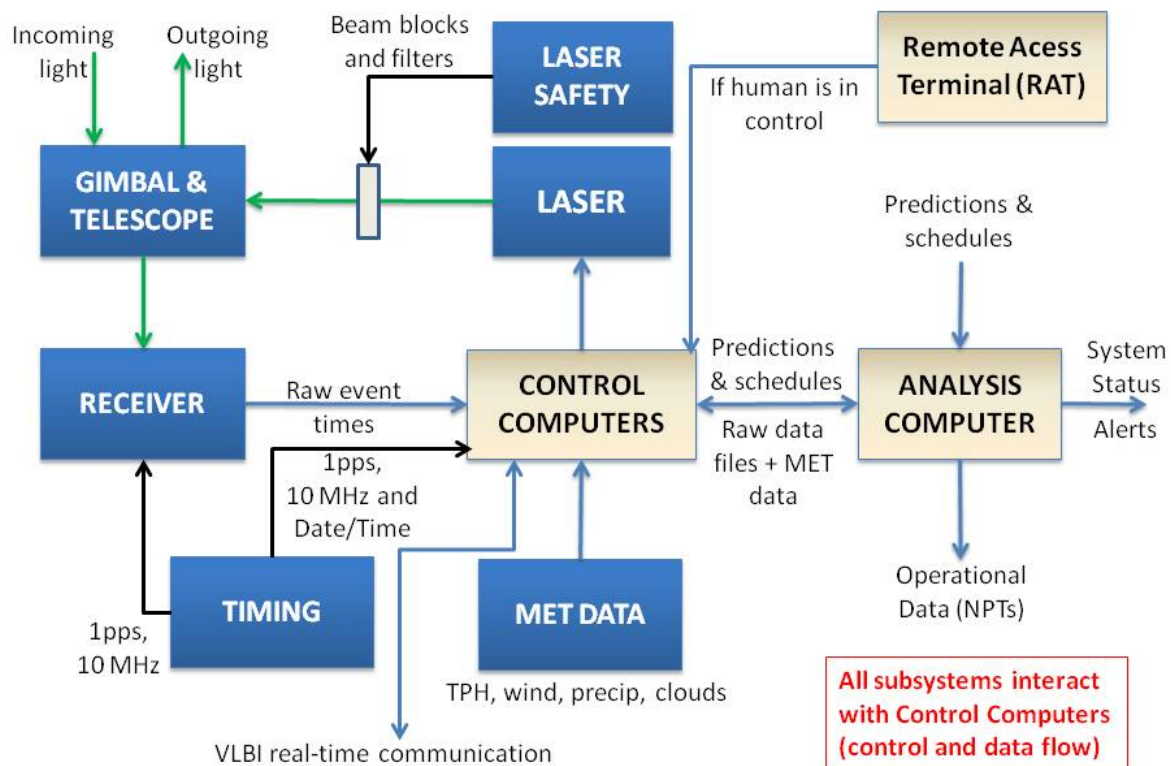 Incoming
light
Outgoing
light
Beam blocks
and filters
LASER
SAFETY
Remote Acess
Terminal (RAT)
If human is in
control
GIMBAL &
TELESCOPE
LASER
Predictions &
schedules
RECEIVER
Raw event
times
CONTROL
COMPUTERS
Predictions
& schedules
Raw data
files + MET
data
ANALYSIS
COMPUTER
System
Status
Alerts
1pps,
10 MHz and
Date/Time
TIMING
1pps,
10 MHz
MET DATA
TPH, wind, precip, clouds
Operational
Data (NPTs)
VLBI real-time communication
All subsystems interact
with Control Computers
(control and data flow)